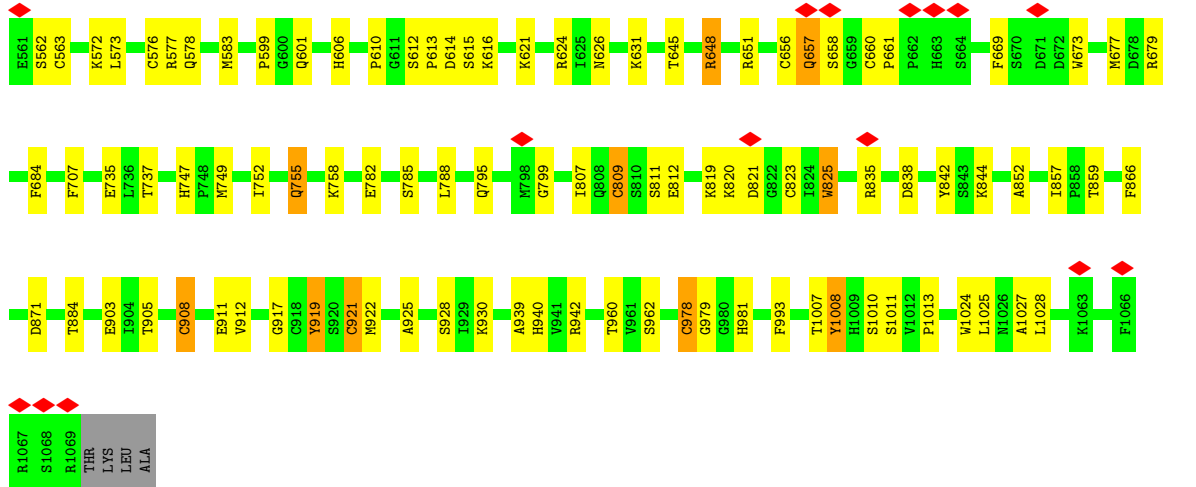 E561 S562 C563 K572 L573 C576 R577 Q578 M583 P599 G600 Q601 H606 P610 G611 S612 P613 D614 S615 K616 K621 R624 I625 N626 K631 T645 R648 R651 C656 Q657 S658 G659 C660 P661 P662 H663 S664 F669 S670 D671 D672 W673 M677 D678 R679
F684 F707 E735 L736 T737 H747 P748 M749 I752 Q755 K758 E782 S785 L788 Q795 M798 G799 I807 Q808 C809 S810 S811 E812 K819 K820 D821 G822 C823 I824 W825 R835 D838 Y842 S843 K844 A852 I857 P858 T859 F866
D871 T884 E903 I904 T905 C908 E911 V912 G917 C918 Y919 S920 C921 M922 A925 S928 I929 K930 A939 H940 V941 R942 T960 V961 S962 C978 G979 G980 H981 F993 T1007 Y1008 H1009 S1010 S1011 V1012 P1013 W1024 L1025 N1026 A1027 L1028 K1063 F1066
R1067 S1068 R1069 THR LYS LEU ALA